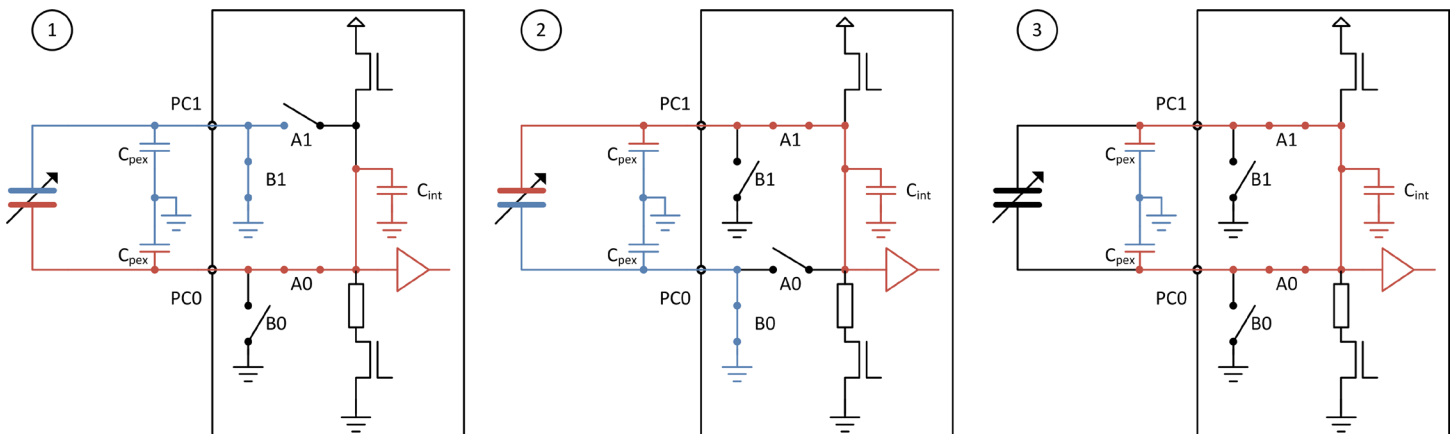 1
PC1
A1
Cpex
B1
Cint
Cpex
A0
PC0
B0
2
PC1
A1
Cpex
B1
Cint
Cpex
A0
PC0
B0
3
PC1
A1
Cpex
B1
Cint
Cpex
A0
PC0
B0